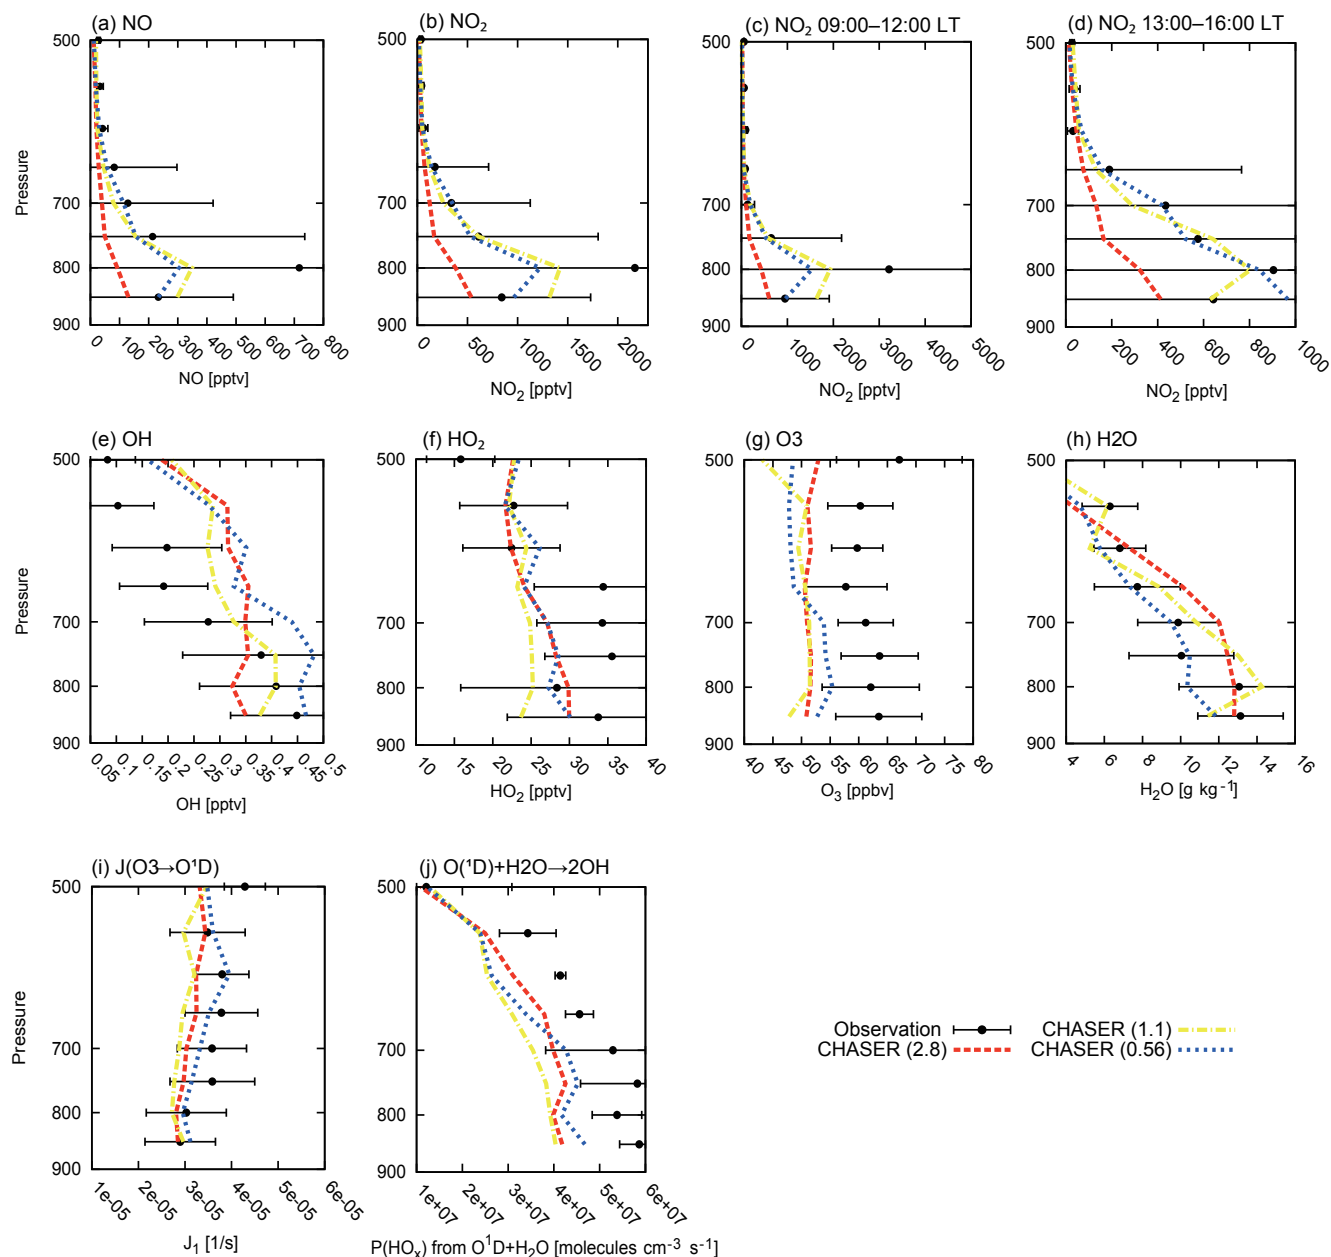 (a) NO
(b) NO2
(c) NO2 09:00–12:00 LT
(d) NO2 13:00–16:00 LT
Pressure
500
700
800
900
0 100 200 300 400 500 600 700 800
NO [pptv]
500
700
800
900
0 500 1000 1500 2000
NO2 [pptv]
500
700
800
900
0 1000 2000 3000 4000 5000
NO2 [pptv]
500
700
800
900
0 200 400 600 800 1000
NO2 [pptv]
(e) OH
(f) HO2
(g) O3
(h) H2O
Pressure
500
700
800
900
0.05 0.1 0.15 0.2 0.25 0.3 0.35 0.4 0.45 0.5
OH [pptv]
500
700
800
900
10 15 20 25 30 35 40
HO2 [pptv]
500
700
800
900
40 45 50 55 60 65 70 75 80
O3 [ppbv]
500
700
800
900
4 6 8 10 12 14 16
H2O [g kg-1]
(i) J(O3→O¹D)
(j) O(¹D)+H2O→2OH
Pressure
500
700
800
900
1e-05 2e-05 3e-05 4e-05 5e-05 6e-05
J1 [1/s]
500
700
800
900
1e+07 2e+07 3e+07 4e+07 5e+07 6e+07
P(HOx) from O¹D+H2O [molecules cm-3 s-1]
Observation
CHASER (1.1)
CHASER (2.8)
CHASER (0.56)